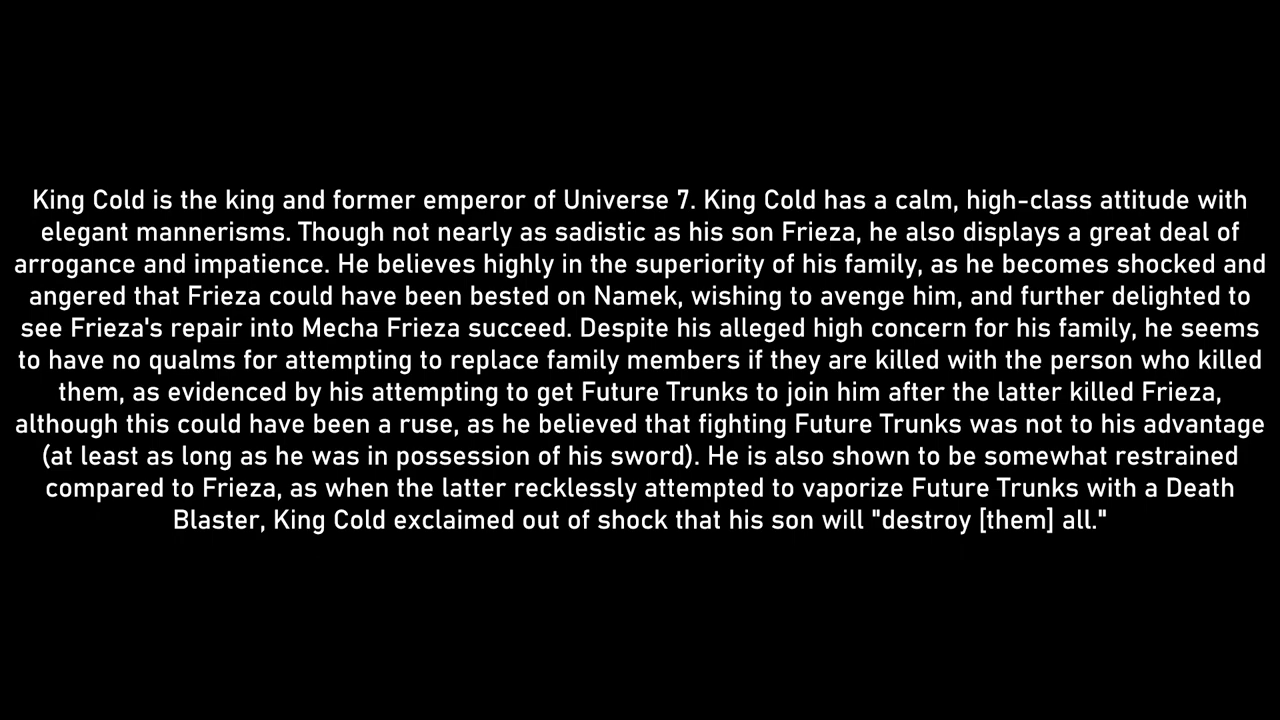 King Cold is the king and former emperor of Universe 7. King Cold has a calm, high-class attitude with
elegant mannerisms. Though not nearly as sadistic as his son Frieza, he also displays a great deal of
arrogance and impatience. He believes highly in the superiority of his family, as he becomes shocked and
angered that Frieza could have been bested on Namek, wishing to avenge him, and further delighted to
see Frieza's repair into Mecha Frieza succeed. Despite his alleged high concern for his family, he seems
to have no qualms for attempting to replace family members if they are killed with the person who killed
them, as evidenced by his attempting to get Future Trunks to join him after the latter killed Frieza,
although this could have been a ruse, as he believed that fighting Future Trunks was not to his advantage
(at least as long as he was in possession of his sword). He is also shown to be somewhat restrained
compared to Frieza, as when the latter recklessly attempted to vaporize Future Trunks with a Death
Blaster, King Cold exclaimed out of shock that his son will "destroy [them] all."